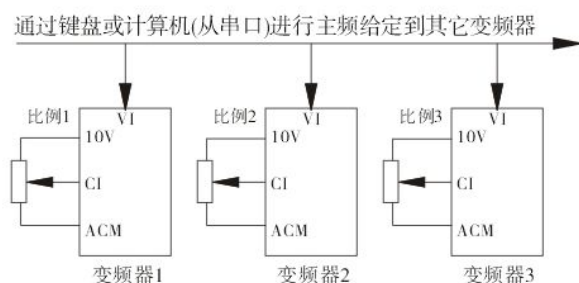 通过键盘或计算机(从串口)进行主频给定到其它变频器
比例1
VI
10V
CI
ACM
变频器1
比例2
VI
10V
CI
ACM
变频器2
比例3
VI
10V
CI
ACM
变频器3